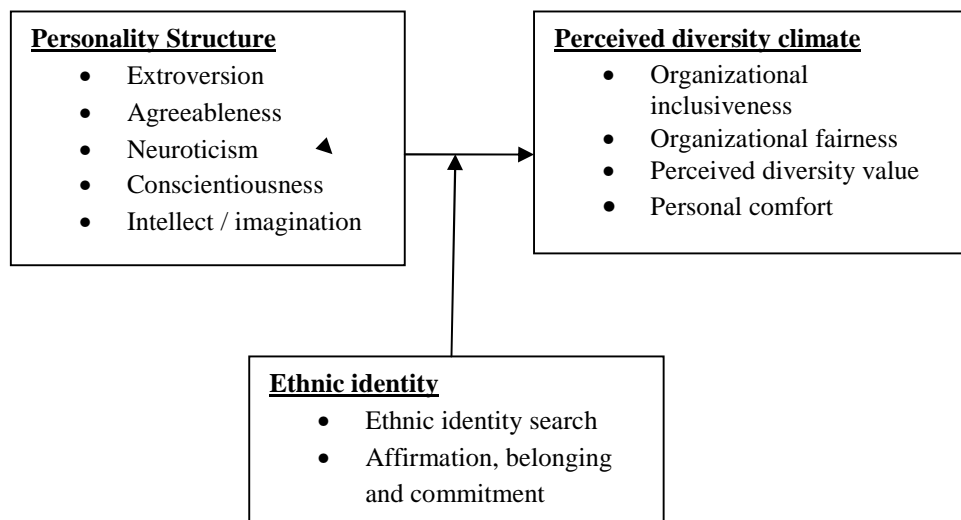 Personality Structure
• Extroversion
• Agreeableness
• Neuroticism
• Conscientiousness
• Intellect / imagination
Perceived diversity climate
• Organizational
inclusiveness
• Organizational fairness
• Perceived diversity value
• Personal comfort
Ethnic identity
• Ethnic identity search
• Affirmation, belonging
and commitment